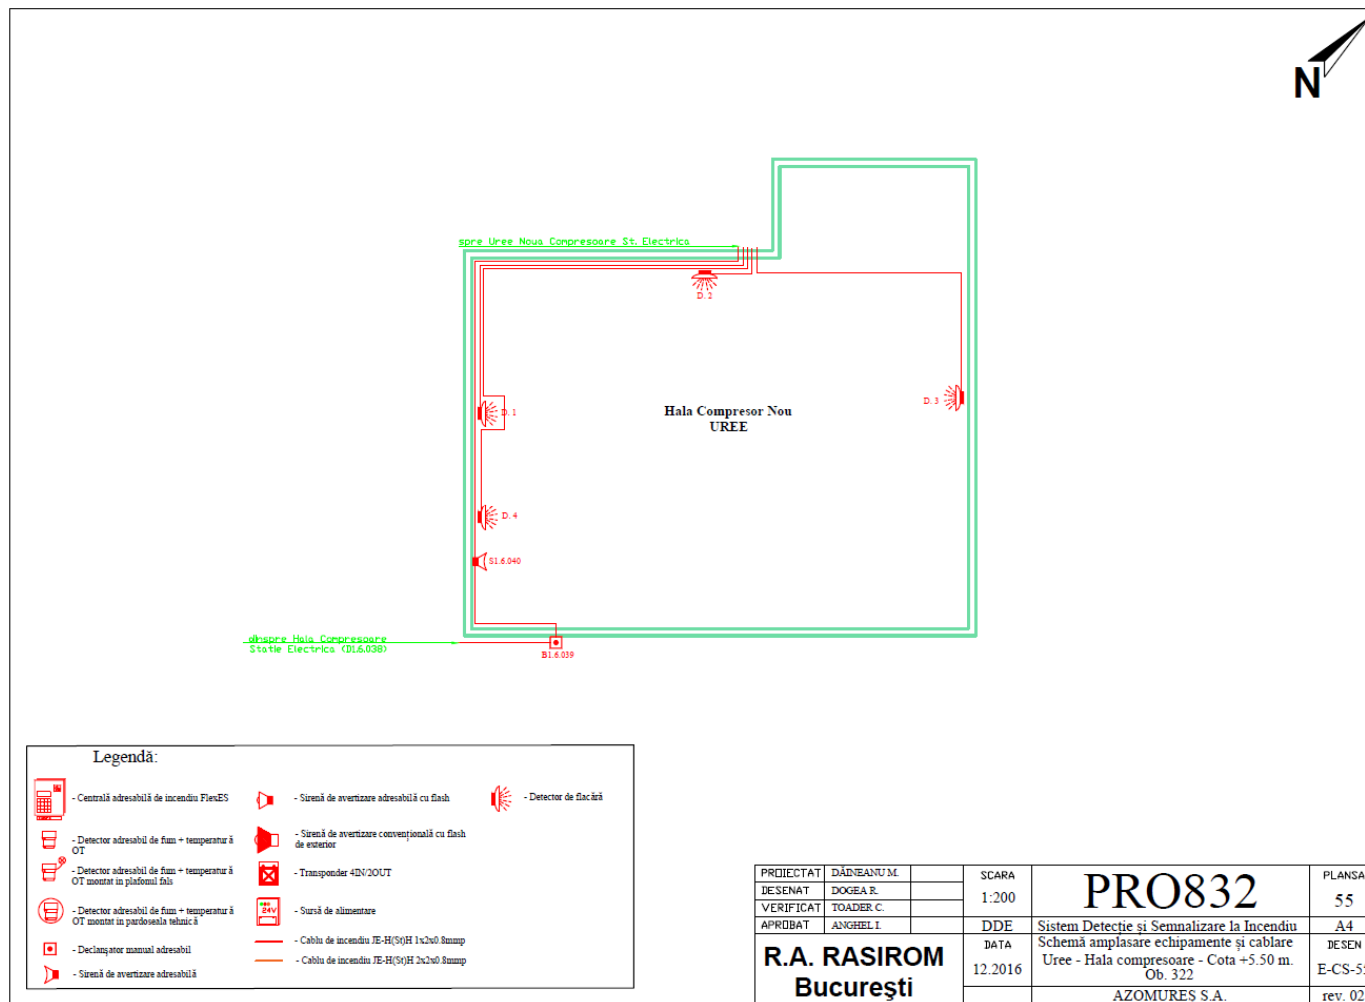 N
spre Uree Noua Compresoare St. Electrica
D. 2
D. 1
D. 3
Hala Compresor Nou
UREE
D. 4
S1.6.040
dinspre Hala Compresoare
Statie Electrica (D1.6.038)
B1.6.039
Legendă:
- Centrală adresabilă de incendiu FlexES
- Detector adresabil de fum + temperatură
OT
- Detector adresabil de fum + temperatură
OT montat in plafonul fals
- Detector adresabil de fum + temperatură
OT montat in pardoseala tehnică
- Declanșator manual adresabil
- Sirenă de avertizare adresabilă
- Sirenă de avertizare adresabilă cu flash
- Sirenă de avertizare convențională cu flash
de exterior
- Transponder 4IN/2OUT
24V
- Sursă de alimentare
- Cablu de incendiu JE-H(St)H 1x2x0.8mmp
- Cablu de incendiu JE-H(St)H 2x2x0.8mmp
- Detector de flacără
PROIECTAT DĂINEANU M.
DESENAT DOGEA R.
VERIFICAT TOADER C.
APROBAT ANGHEL I.
R.A. RASIROM
București
SCARA
1:200
DDE
DATA
12.2016
PRO832
Sistem Detecție și Semnalizare la Incendiu
Schemă amplasare echipamente și cablare
Uree - Hala compresoare - Cota +5.50 m.
Ob. 322
AZOMURES S.A.
PLANSA
55
A4
DESEN
rev. 02